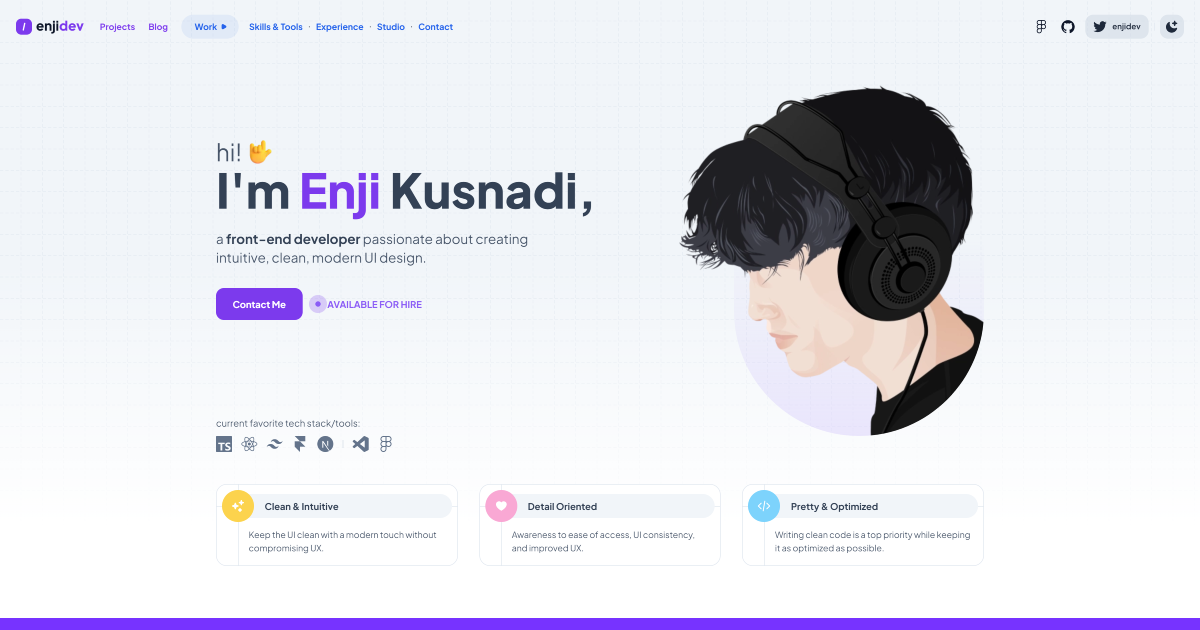 enjidev Projects Blog Work Skills & Tools · Experience · Studio · Contact enjidev
hi! 🤟
I'm Enji Kusnadi,
a front-end developer passionate about creating
intuitive, clean, modern UI design.
Contact Me AVAILABLE FOR HIRE
current favorite tech stack/tools:
TS N
Clean & Intuitive
Keep the UI clean with a modern touch without
compromising UX.
Detail Oriented
Awareness to ease of access, UI consistency,
and improved UX.
Pretty & Optimized
Writing clean code is a top priority while keeping
it as optimized as possible.